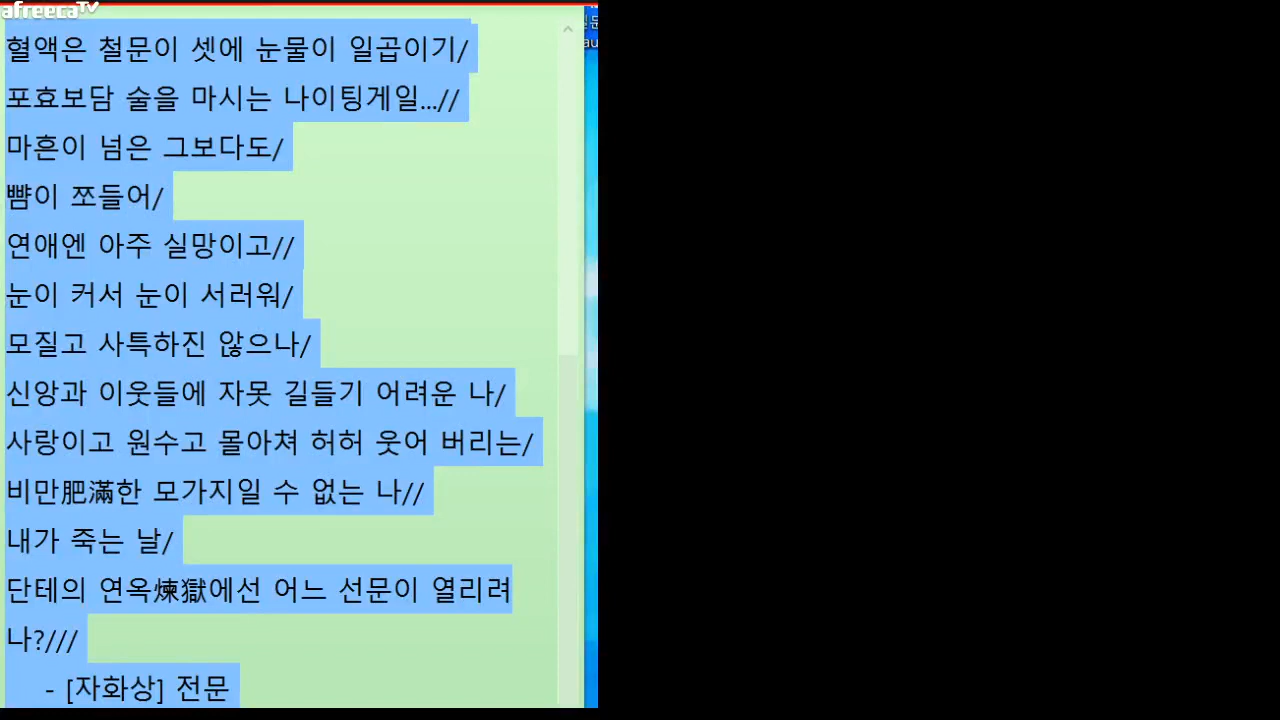 afreecaTV
혈액은 철문이 셋에 눈물이 일곱이기/
포효보담 술을 마시는 나이팅게일...//
마흔이 넘은 그보다도/
뺨이 쪼들어/
연애엔 아주 실망이고//
눈이 커서 눈이 서러워/
모질고 사특하진 않으나/
신앙과 이웃들에 자못 길들기 어려운 나/
사랑이고 원수고 몰아쳐 허허 웃어 버리는/
비만肥滿한 모가지일 수 없는 나//
내가 죽는 날/
단테의 연옥煉獄에선 어느 선문이 열리려
나?///
- [자화상] 전문